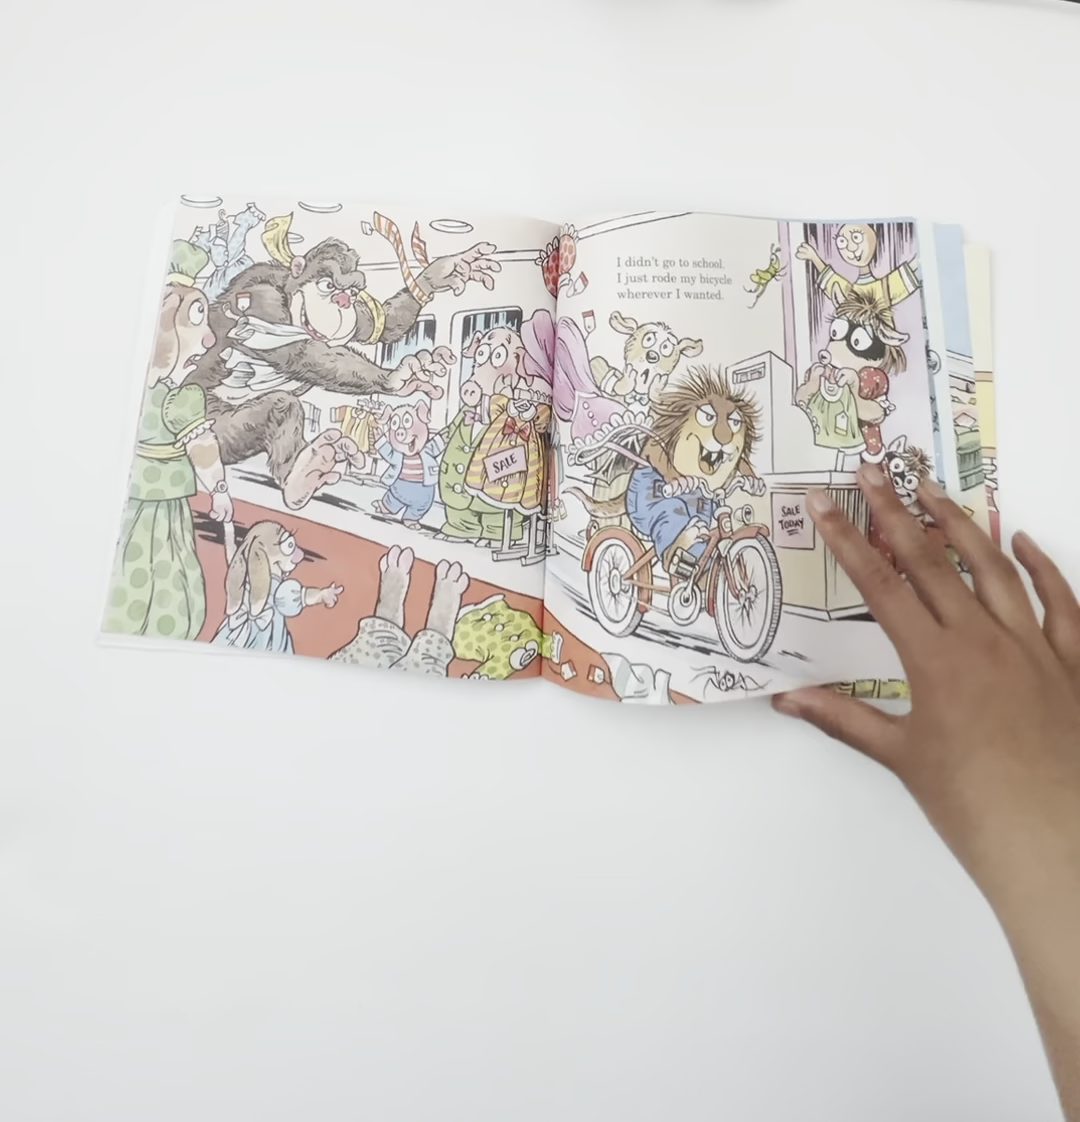 SALE
I didn't go to school.
I just rode my bicycle
wherever I wanted.
SALE
TODAY